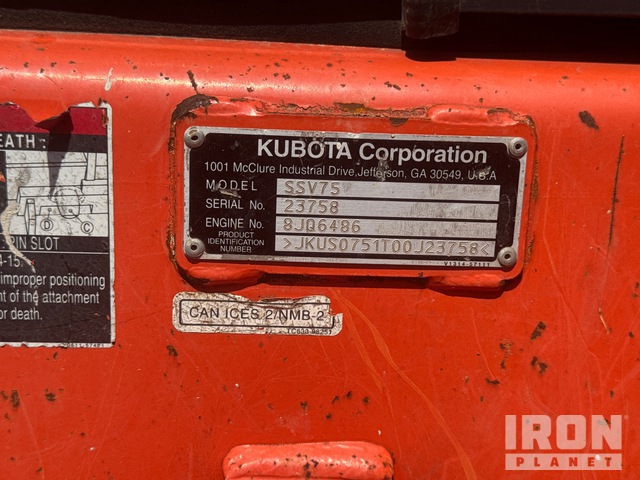 EATH:
D
C
PIN SLOT
4-15
improper positioning
nt of the attachment
or death.
KUBOTA Corporation
1001 McClure Industrial Drive, Jefferson, GA 30549, U.S.A
MODEL SSV75
SERIAL No. 23758
ENGINE No. 8JQ6486
PRODUCT IDENTIFICATION NUMBER >JKUS0751T00J23758<
CAN ICES 2/NMB-2
IRON
PLANET